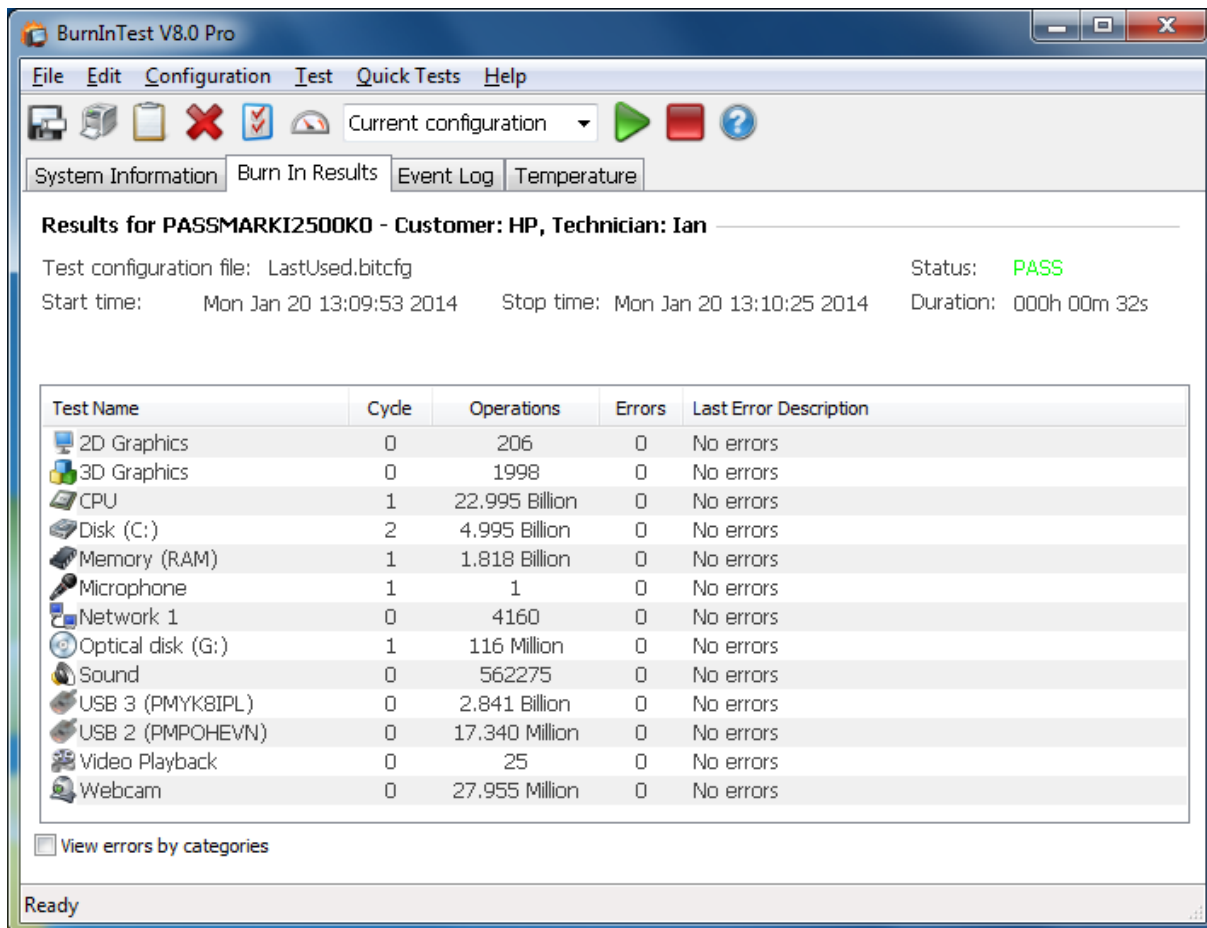 BurnInTest V8.0 Pro
File Edit Configuration Test Quick Tests Help
Current configuration
System Information Burn In Results Event Log Temperature
Results for PASSMARKI2500K0 - Customer: HP, Technician: Ian
Test configuration file: LastUsed.bitcfg Status: PASS
Start time: Mon Jan 20 13:09:53 2014 Stop time: Mon Jan 20 13:10:25 2014 Duration: 000h 00m 32s
Test Name Cycle Operations Errors Last Error Description
2D Graphics 0 206 0 No errors
3D Graphics 0 1998 0 No errors
CPU 1 22.995 Billion 0 No errors
Disk (C:) 2 4.995 Billion 0 No errors
Memory (RAM) 1 1.818 Billion 0 No errors
Microphone 1 1 0 No errors
Network 1 0 4160 0 No errors
Optical disk (G:) 1 116 Million 0 No errors
Sound 0 562275 0 No errors
USB 3 (PMYK8IPL) 0 2.841 Billion 0 No errors
USB 2 (PMPOHEVN) 0 17.340 Million 0 No errors
Video Playback 0 25 0 No errors
Webcam 0 27.955 Million 0 No errors
View errors by categories
Ready